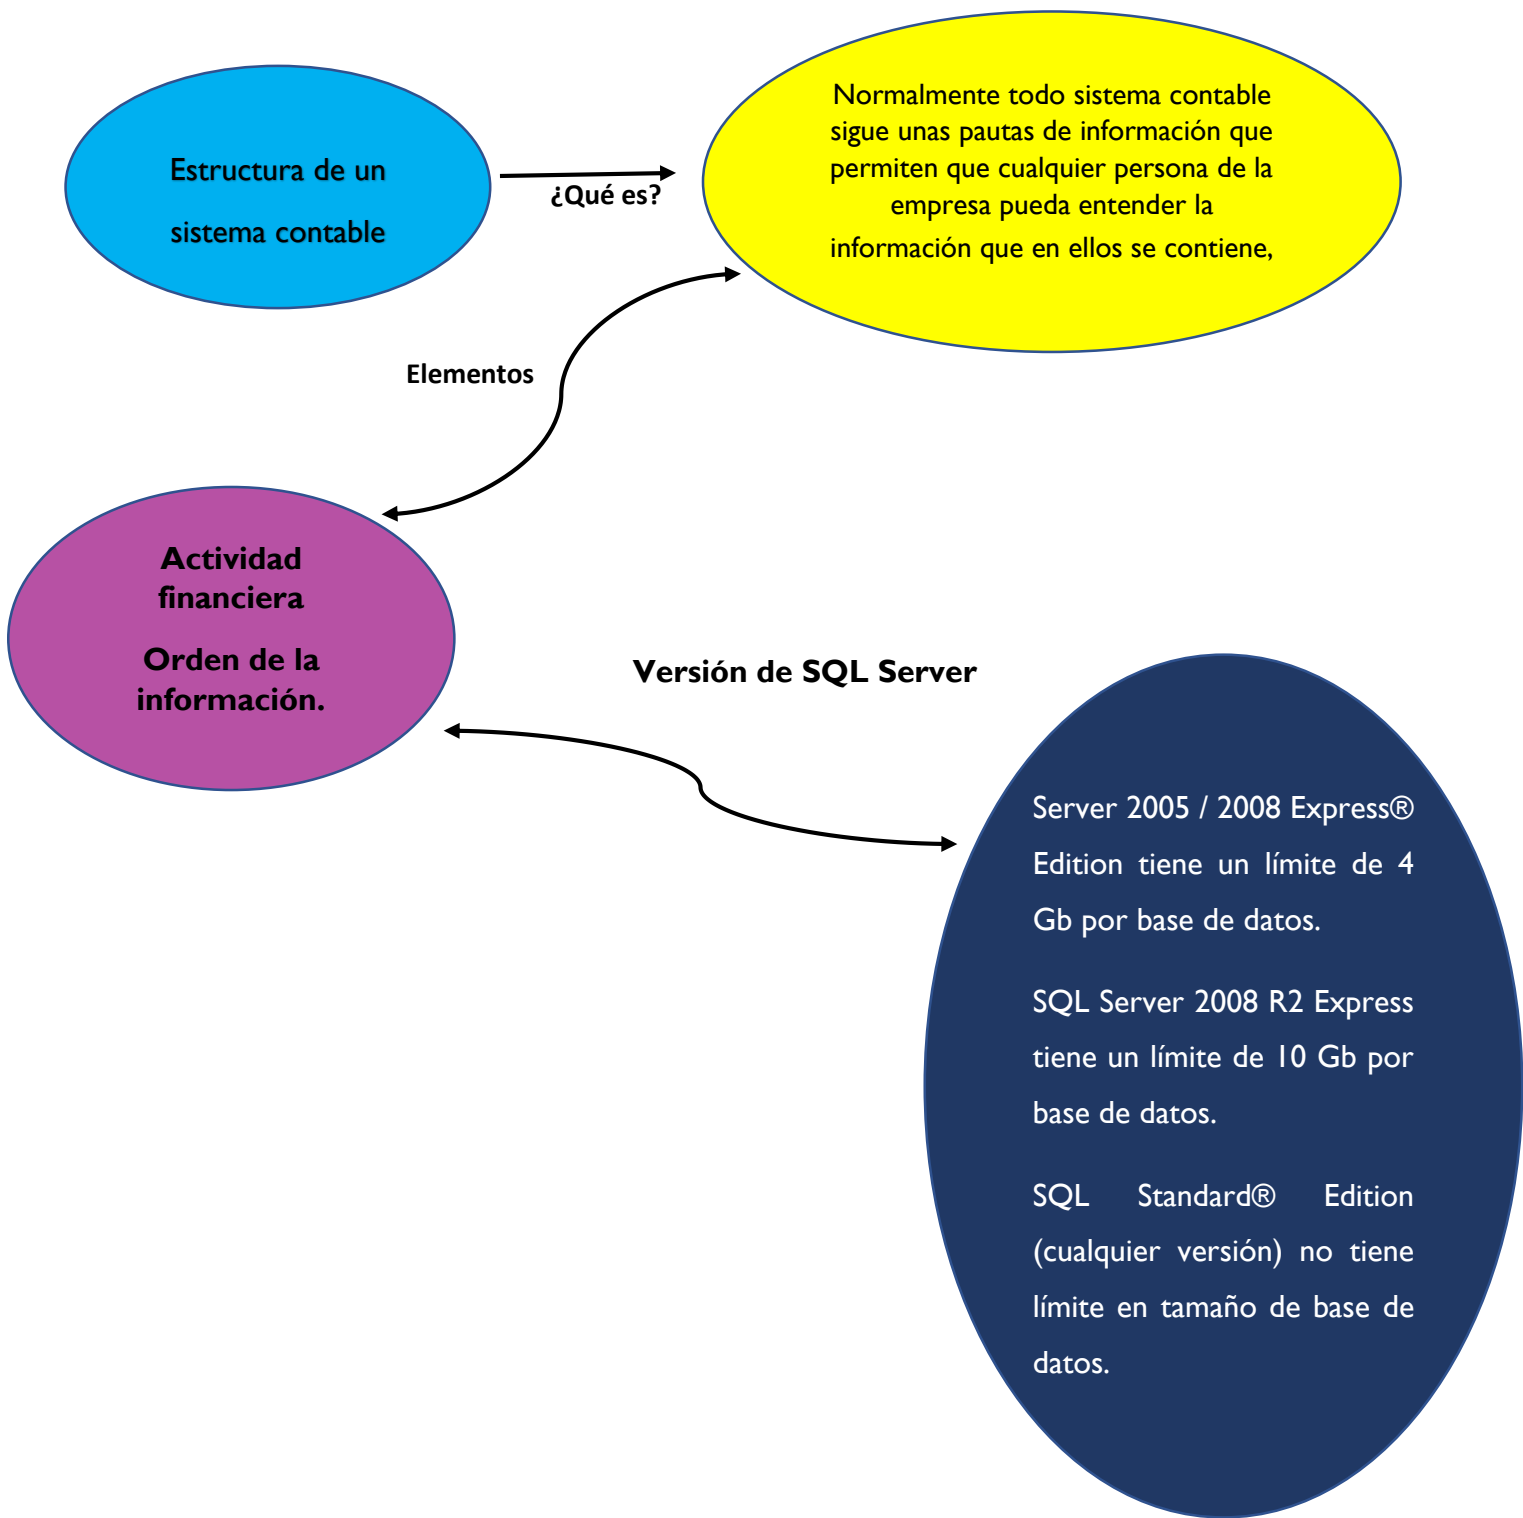 Estructura de un
sistema contable
¿Qué es?
Normalmente todo sistema contable
sigue unas pautas de información que
permiten que cualquier persona de la
empresa pueda entender la
información que en ellos se contiene,
Elementos
Actividad
financiera
Orden de la
información.
Versión de SQL Server
Server 2005 / 2008 Express®
Edition tiene un límite de 4
Gb por base de datos.
SQL Server 2008 R2 Express
tiene un límite de 10 Gb por
base de datos.
SQL Standard® Edition
(cualquier versión) no tiene
límite en tamaño de base de
datos.